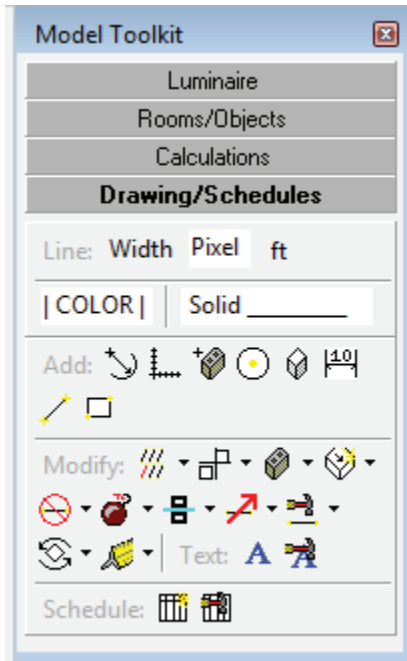 Model Toolkit
Luminaire
Rooms/Objects
Calculations
Drawing/Schedules
Line: Width Pixel ft
| COLOR | Solid ________
Add: 10
Modify:
Text: A A
Schedule: